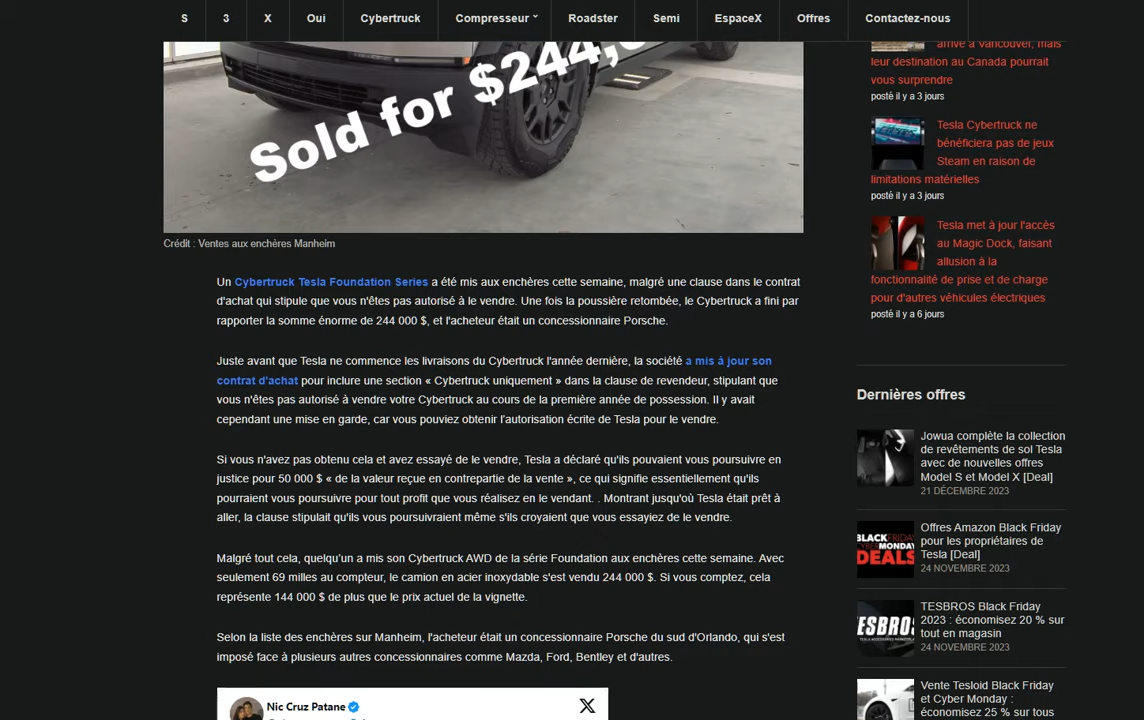 S
3
X
Oui
Cybertruck
Compresseur
Roadster
Semi
EspaceX
Offres
Contactez-nous
Sold for $244,
Crédit : Ventes aux enchères Manheim
Un Cybertruck Tesla Foundation Series a été mis aux enchères cette semaine, malgré une clause dans le contrat
d'achat qui stipule que vous n'êtes pas autorisé à le vendre. Une fois la poussière retombée, le Cybertruck a fini par
rapporter la somme énorme de 244 000 $, et l'acheteur était un concessionnaire Porsche.
Juste avant que Tesla ne commence les livraisons du Cybertruck l'année dernière, la société a mis à jour son
contrat d'achat pour inclure une section « Cybertruck uniquement » dans la clause de revendeur, stipulant que
vous n'êtes pas autorisé à vendre votre Cybertruck au cours de la première année de possession. Il y avait
cependant une mise en garde, car vous pouviez obtenir l'autorisation écrite de Tesla pour le vendre.
Si vous n'avez pas obtenu cela et avez essayé de le vendre, Tesla a déclaré qu'ils pouvaient vous poursuivre en
justice pour 50 000 $ « de la valeur reçue en contrepartie de la vente », ce qui signifie essentiellement qu'ils
pourraient vous poursuivre pour tout profit que vous réalisez en le vendant. . Montrant jusqu'où Tesla était prêt à
aller, la clause stipulait qu'ils vous poursuivraient même s'ils croyaient que vous essayiez de le vendre.
Malgré tout cela, quelqu'un a mis son Cybertruck AWD de la série Foundation aux enchères cette semaine. Avec
seulement 69 milles au compteur, le camion en acier inoxydable s'est vendu 244 000 $. Si vous comptez, cela
représente 144 000 $ de plus que le prix actuel de la vignette.
Selon la liste des enchères sur Manheim, l'acheteur était un concessionnaire Porsche du sud d'Orlando, qui s'est
imposé face à plusieurs autres concessionnaires comme Mazda, Ford, Bentley et d'autres.
Nic Cruz Patane
arrive à Vancouver, mais
leur destination au Canada pourrait
vous surprendre
posté il y a 3 jours
Tesla Cybertruck ne
bénéficiera pas de jeux
Steam en raison de
limitations matérielles
posté il y a 3 jours
Tesla met à jour l'accès
au Magic Dock, faisant
allusion à la
fonctionnalité de prise et de charge
pour d'autres véhicules électriques
posté il y a 6 jours
Dernières offres
Jowua complète la collection
de revêtements de sol Tesla
avec de nouvelles offres
Model S et Model X [Deal]
21 DÉCEMBRE 2023
BLACK FRIDAY
CYBER MONDAY
DEALS
Offres Amazon Black Friday
pour les propriétaires de
Tesla [Deal]
24 NOVEMBRE 2023
TESBROS Black Friday
2023 : économisez 20 % sur
tout en magasin
24 NOVEMBRE 2023
Vente Tesloid Black Friday
et Cyber Monday :
économisez 25 % sur tous